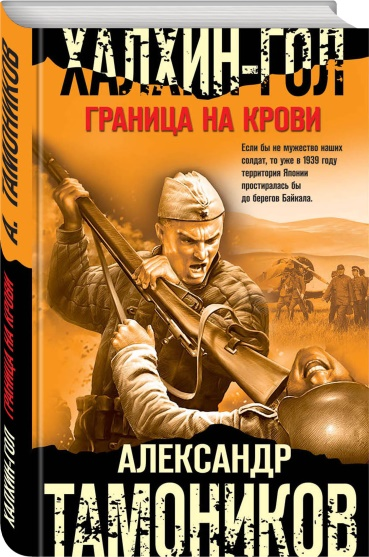 ХАЛХИН-ГОЛ
ГРАНИЦА НА КРОВИ
Если бы не мужество наших
солдат, то уже в 1939 году
территория Японии
простиралась бы
до берегов Байкала.
АЛЕКСАНДР
ТАМОНИКОВ
А. ТАМОНИКОВ
ГРАНИЦА НА КРОВИ
ХАЛХИН-ГОЛ